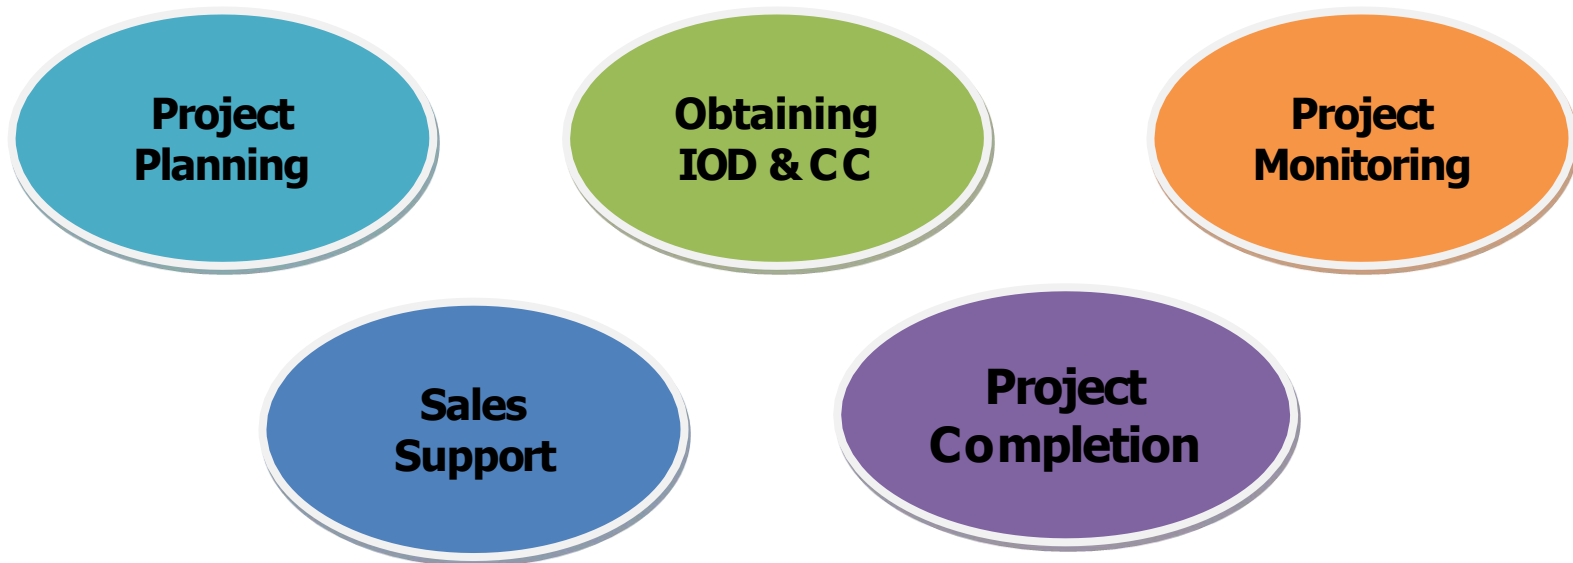 Project
Planning
Obtaining
IOD & CC
Project
Monitoring
Sales
Support
Project
Completion